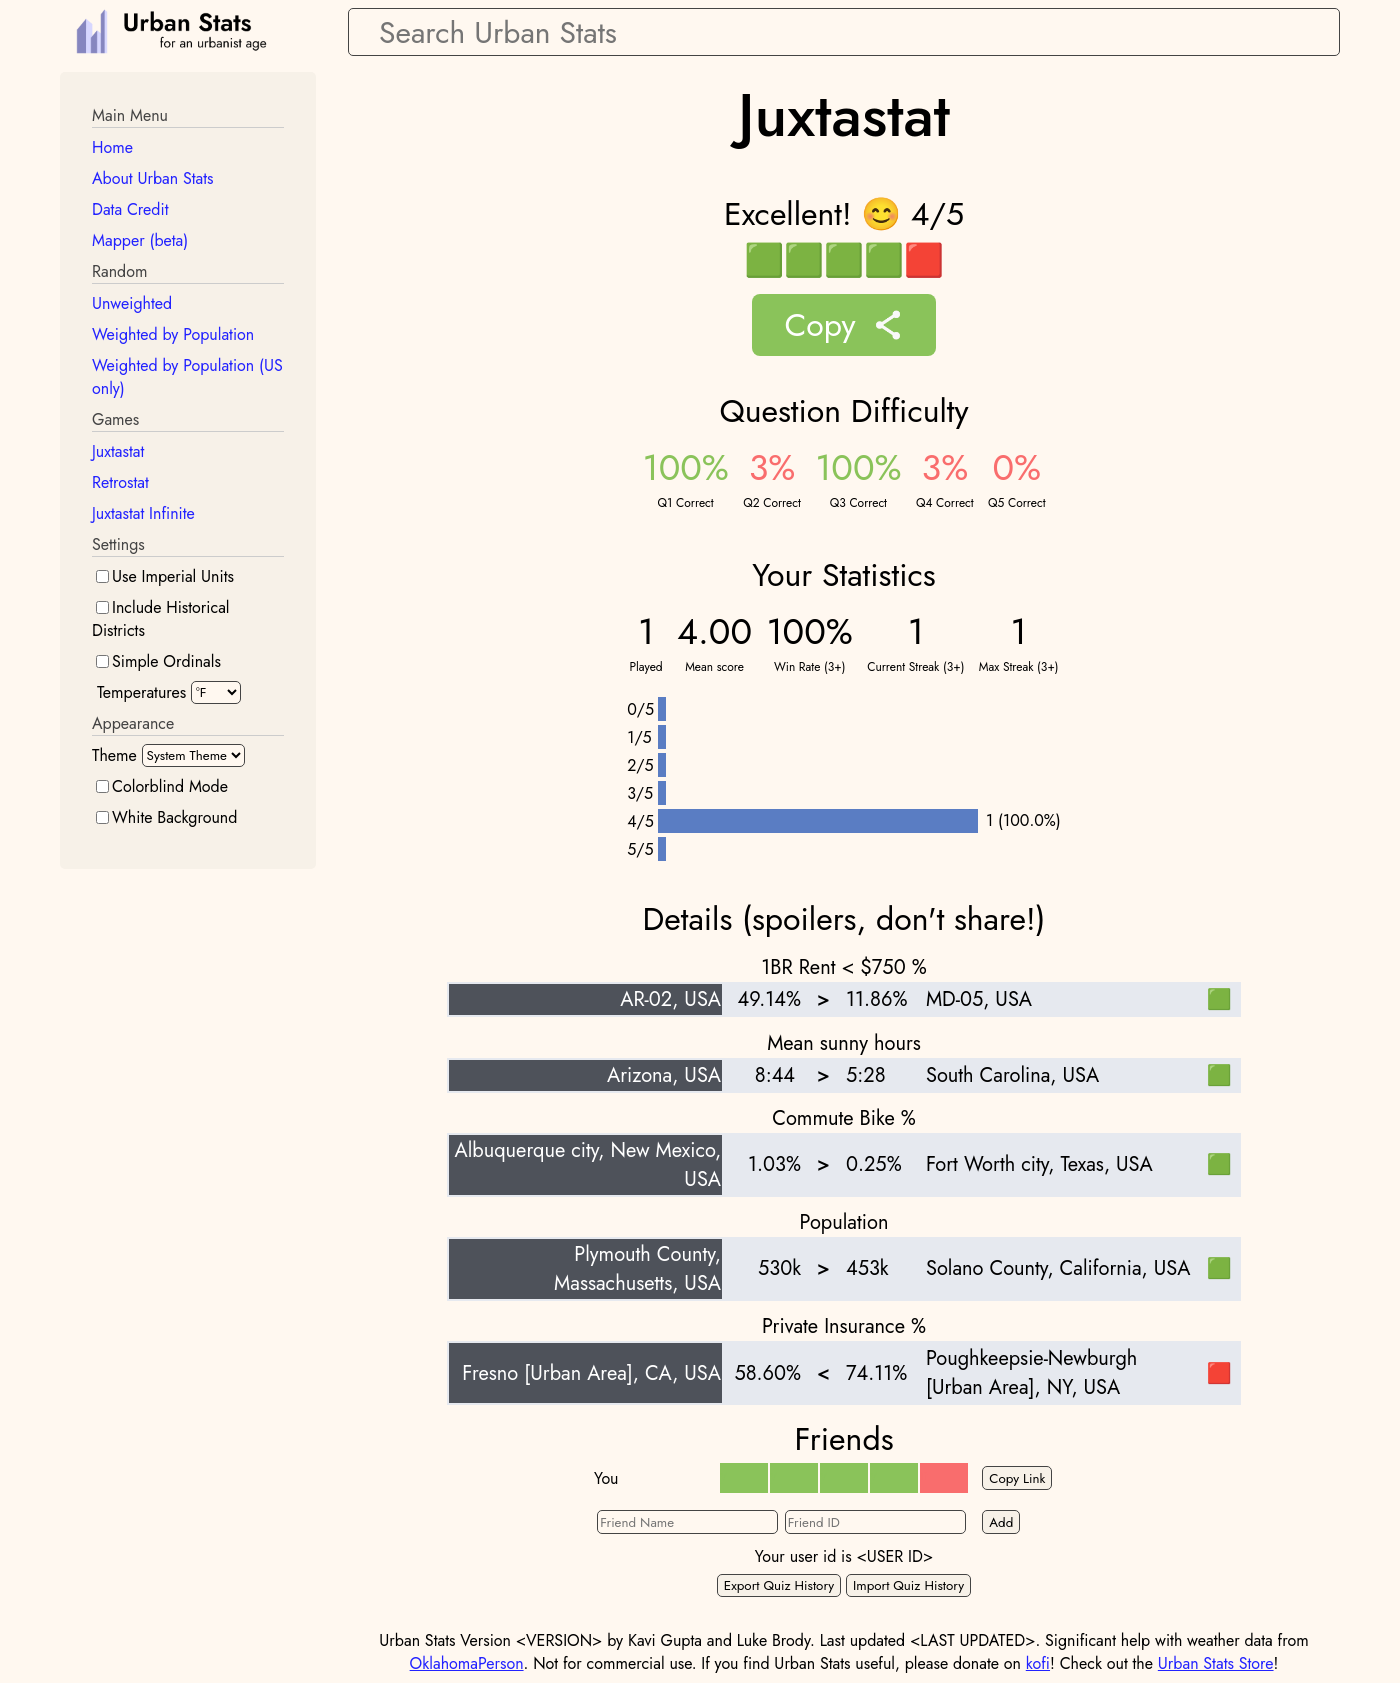 Urban Stats
for an urbanist age
Search Urban Stats
Main Menu
Home
About Urban Stats
Data Credit
Mapper (beta)
Random
Unweighted
Weighted by Population
Weighted by Population (US
only)
Games
Juxtastat
Retrostat
Juxtastat Infinite
Settings
Use Imperial Units
Include Historical
Districts
Simple Ordinals
Temperatures °F
Appearance
Theme System Theme
Colorblind Mode
White Background
Juxtastat
Excellent! 😊 4/5
🟩🟩🟩🟩🟥
Copy
Question Difficulty
100% 3% 100% 3% 0%
Q1 Correct Q2 Correct Q3 Correct Q4 Correct Q5 Correct
Your Statistics
1 4.00 100% 1 1
Played Mean score Win Rate (3+) Current Streak (3+) Max Streak (3+)
0/5
1/5
2/5
3/5
4/5 1 (100.0%)
5/5
Details (spoilers, don't share!)
1BR Rent < $750 %
AR-02, USA 49.14% > 11.86% MD-05, USA 🟩
Mean sunny hours
Arizona, USA 8:44 > 5:28 South Carolina, USA 🟩
Commute Bike %
Albuquerque city, New Mexico,
USA 1.03% > 0.25% Fort Worth city, Texas, USA 🟩
Population
Plymouth County,
Massachusetts, USA 530k > 453k Solano County, California, USA 🟩
Private Insurance %
Fresno [Urban Area], CA, USA 58.60% < 74.11% Poughkeepsie-Newburgh
[Urban Area], NY, USA 🟥
Friends
You Copy Link
Friend Name Friend ID Add
Your user id is <USER ID>
Export Quiz History Import Quiz History
Urban Stats Version <VERSION> by Kavi Gupta and Luke Brody. Last updated <LAST UPDATED>. Significant help with weather data from
OklahomaPerson. Not for commercial use. If you find Urban Stats useful, please donate on kofi! Check out the Urban Stats Store!